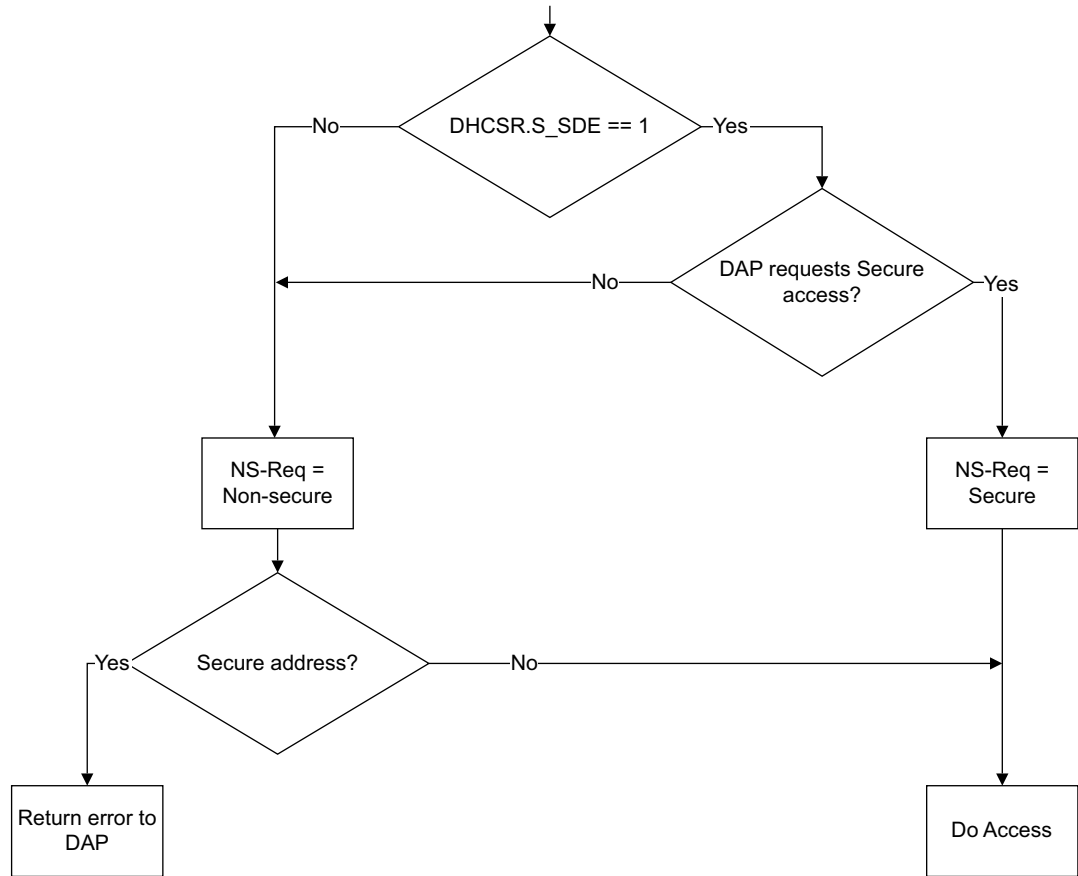 DHCSR.S_SDE == 1
No
Yes
DAP requests Secure
access?
No
Yes
NS-Req =
Non-secure
NS-Req =
Secure
Secure address?
Yes
No
Return error to
DAP
Do Access